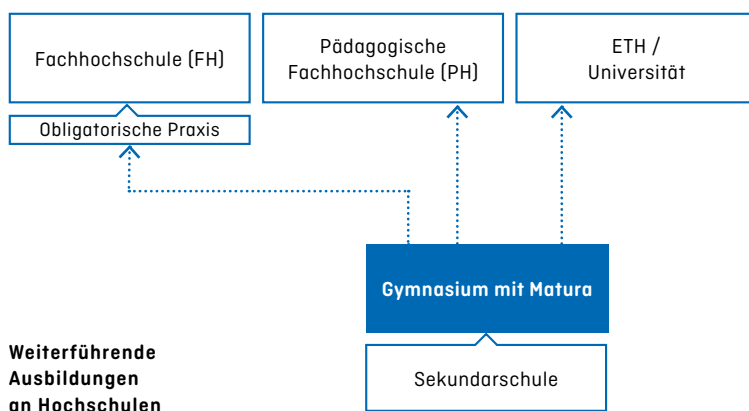 Fachhochschule (FH)
Pädagogische
Fachhochschule (PH)
ETH /
Universität
Obligatorische Praxis
Gymnasium mit Matura
Weiterführende
Ausbildungen
an Hochschulen
Sekundarschule